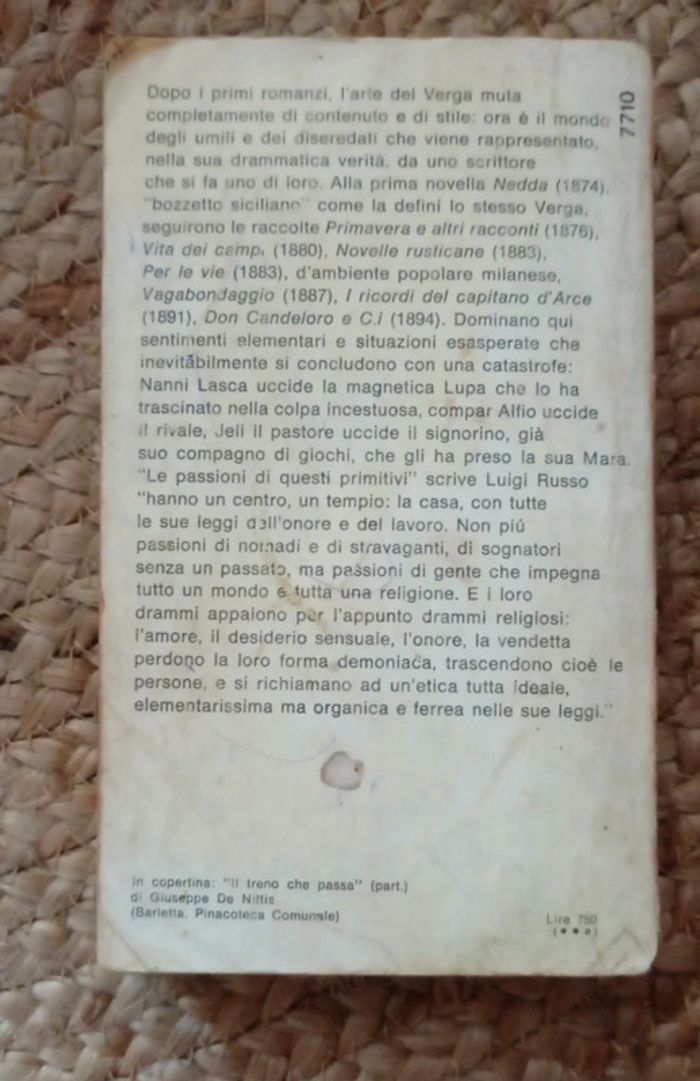 Dopo i primi romanzi, l'arte del Verga muta
completamente di contenuto e di stile: ora è il mondo
degli umili e dei diseredati che viene rappresentato,
nella sua drammatica verità, da uno scrittore
che si fa uno di loro. Alla prima novella Nedda (1874),
"bozzetto siciliano" come la definì lo stesso Verga,
seguirono le raccolte Primavera e altri racconti (1876),
Vita dei campi (1880), Novelle rusticane (1883),
Per le vie (1883), d'ambiente popolare milanese,
Vagabondaggio (1887), I ricordi del capitano d'Arce
(1891), Don Candeloro e C.i (1894). Dominano qui
sentimenti elementari e situazioni esasperate che
inevitabilmente si concludono con una catastrofe:
Nanni Lasca uccide la magnetica Lupa che lo ha
trascinato nella colpa incestuosa, compar Alfio uccide
il rivale, Jeli il pastore uccide il signorino, già
suo compagno di giochi, che gli ha preso la sua Mara.
"Le passioni di questi primitivi" scrive Luigi Russo
"hanno un centro, un tempio: la casa, con tutte
le sue leggi dell'onore e del lavoro. Non più
passioni di nomadi e di stravaganti, di sognatori
senza un passato, ma passioni di gente che impegna
tutto un mondo e tutta una religione. E i loro
drammi appaiono per l'appunto drammi religiosi:
l'amore, il desiderio sensuale, l'onore, la vendetta
perdono la loro forma demoniaca, trascendono cioè le
persone, e si richiamano ad un'etica tutta ideale,
elementarissima ma organica e ferrea nelle sue leggi."
7710
In copertina: "Il treno che passa" (part.)
di Giuseppe De Nittis
(Barletta, Pinacoteca Comunale)
Lire 750
(•••)